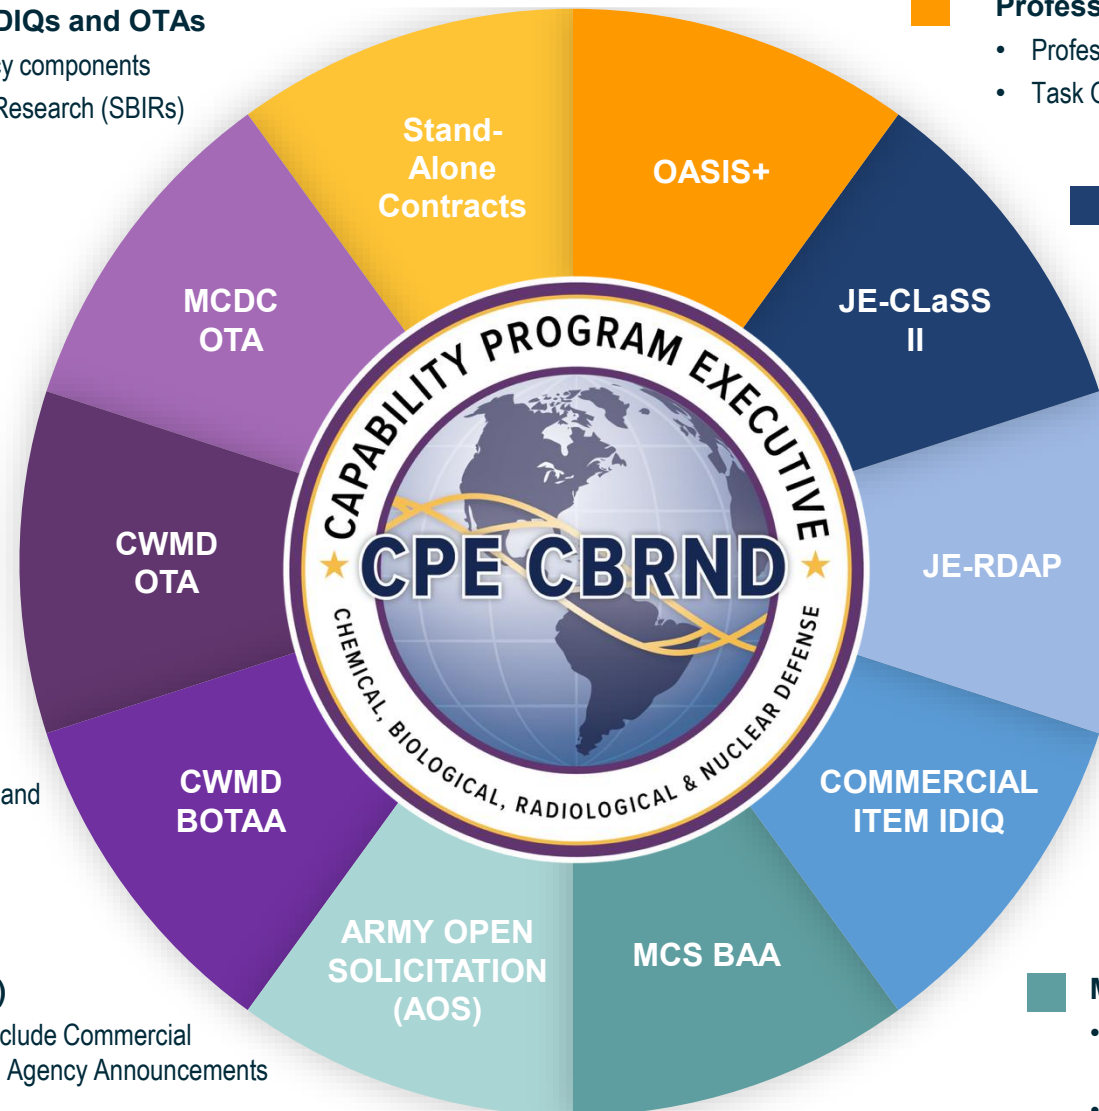 DIQs and OTAs
components
Research (SBIRs)
Stand-
Alone
Contracts
OASIS+
•
• Task
MCDC
OTA
JE-CLaSS
II
CWMD
OTA
JE-RDAP
CWMD
BOTAA
COMMERCIAL
ITEM IDIQ
ARMY OPEN
SOLICITATION
(AOS)
MCS BAA
CAPABILITY PROGRAM EXECUTIVE
CPE CBRND
CHEMICAL, BIOLOGICAL, RADIOLOGICAL & NUCLEAR DEFENSE
and
)
Commercial
Agency Announcements
•
•